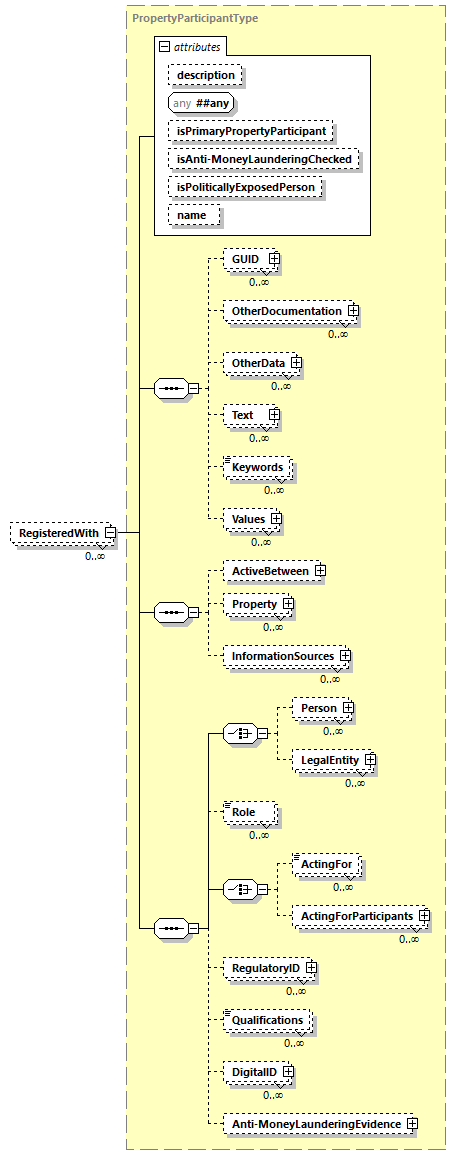 PropertyParticipantType
attributes
description
any ##any
isPrimaryPropertyParticipant
isAnti-MoneyLaunderingChecked
isPoliticallyExposedPerson
name
GUID
0..∞
OtherDocumentation
0..∞
OtherData
0..∞
Text
0..∞
Keywords
0..∞
Values
0..∞
RegisteredWith
0..∞
ActiveBetween
Property
0..∞
InformationSources
0..∞
Person
0..∞
LegalEntity
0..∞
Role
0..∞
ActingFor
0..∞
ActingForParticipants
0..∞
RegulatoryID
0..∞
Qualifications
0..∞
DigitalID
0..∞
Anti-MoneyLaunderingEvidence